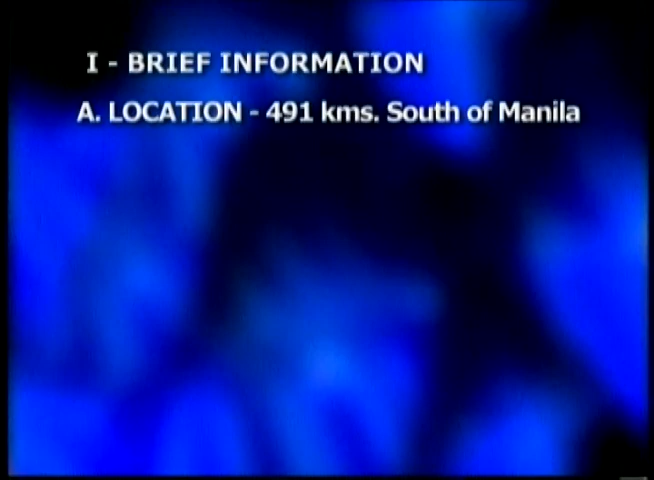 I - BRIEF INFORMATION
A. LOCATION - 491 kms. South of Manila